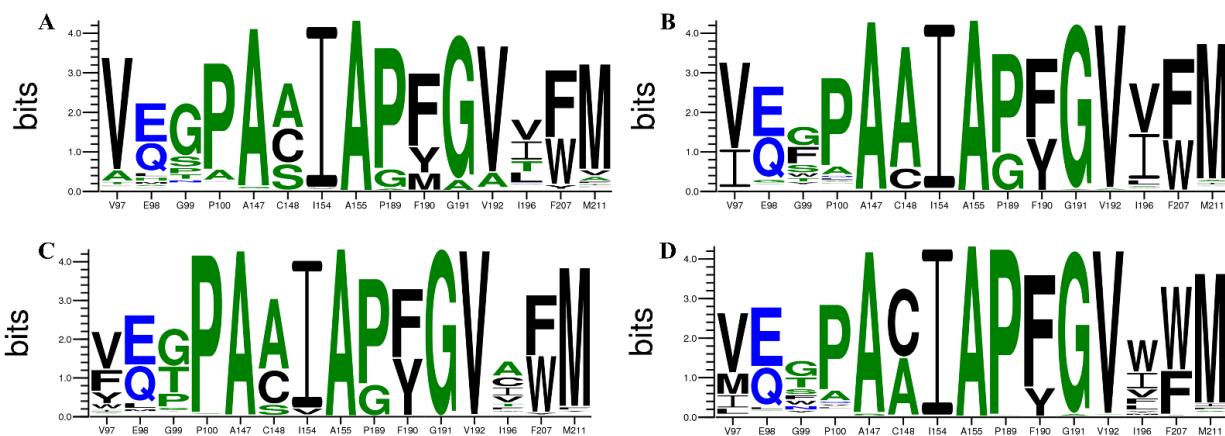 A
bits
4.0
3.0
2.0
1.0
0.0
V E G P A A I A P F G V V F M
A Q S A C G Y A A I W V
P S M T
V97 E98 G99 P100 A147 C148 I154 A155 P189 F190 G191 V192 I196 F207 M211
B
bits
4.0
3.0
2.0
1.0
0.0
V E G P A A I A P F G V V F M
I Q F A C G Y I W
V97 E98 G99 P100 A147 C148 I154 A155 P189 F190 G191 V192 I196 F207 M211
C
bits
4.0
3.0
2.0
1.0
0.0
V E G P A A I A P F G V A F M
F Q T C V G Y C W
Y P S I
V97 E98 G99 P100 A147 C148 I154 A155 P189 F190 G191 V192 I196 F207 M211
D
bits
4.0
3.0
2.0
1.0
0.0
V E G P A C I A P F G V W W M
M Q T A A Y I F
I S V
V97 E98 G99 P100 A147 C148 I154 A155 P189 F190 G191 V192 I196 F207 M211